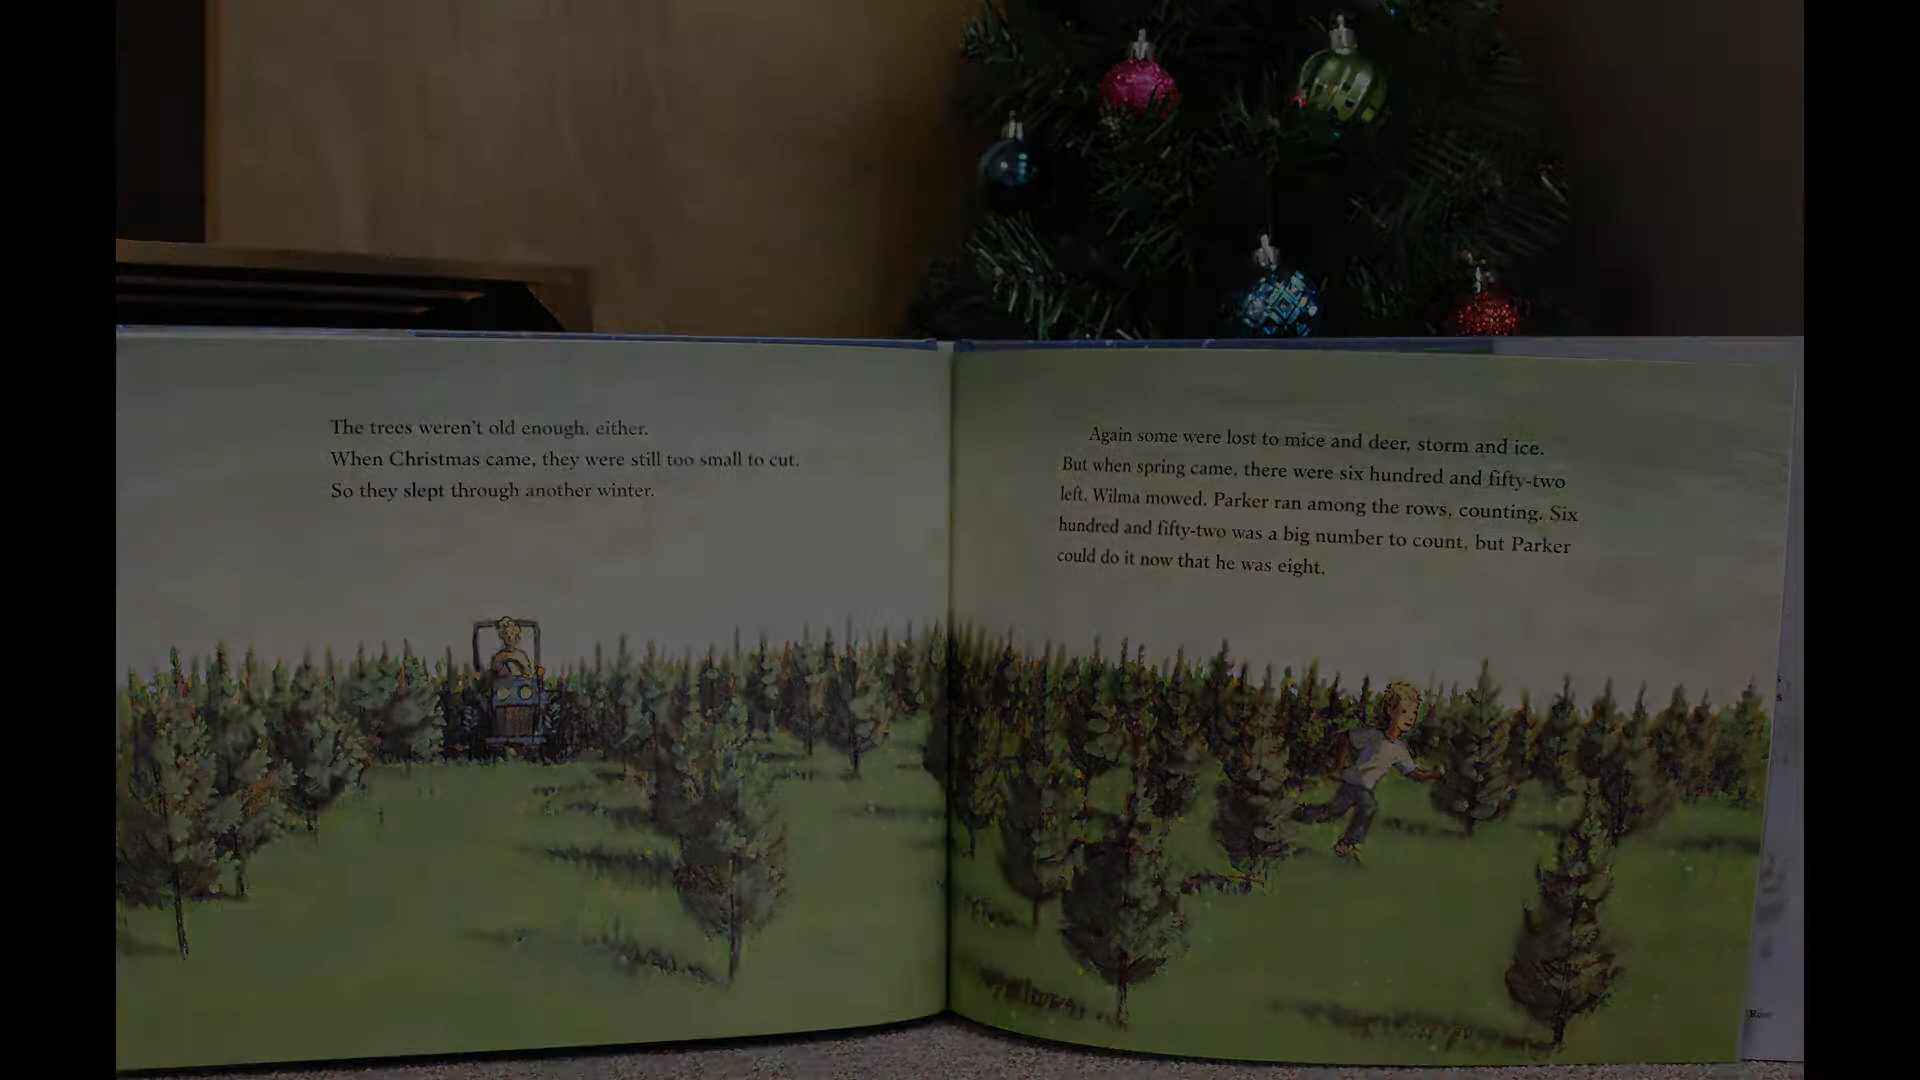 The trees weren't old enough, either.
When Christmas came, they were still too small to cut.
So they slept through another winter.
Again some were lost to mice and deer, storm and ice.
But when spring came, there were six hundred and fifty-two
left. Wilma mowed. Parker ran among the rows, counting. Six
hundred and fifty-two was a big number to count, but Parker
could do it now that he was eight.